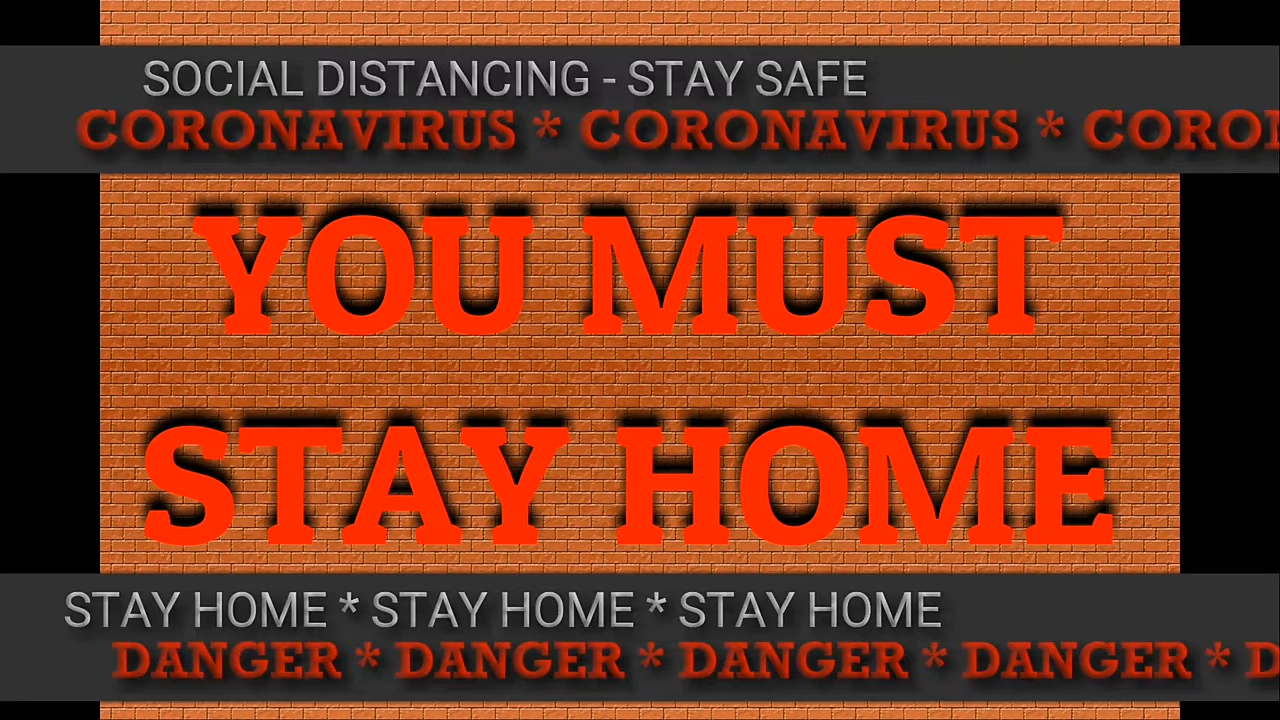 SOCIAL DISTANCING - STAY SAFE
CORONAVIRUS * CORONAVIRUS * CORON
YOU MUST
STAY HOME
STAY HOME * STAY HOME * STAY HOME
DANGER * DANGER * DANGER * DANGER * D